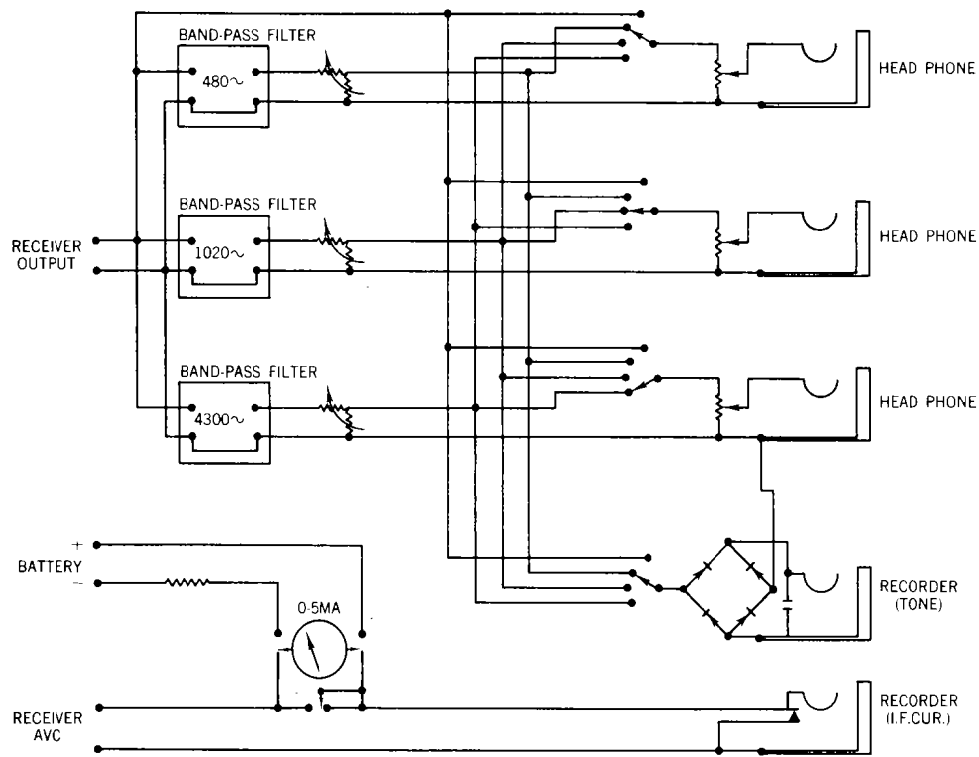 BAND-PASS FILTER
480~
HEAD PHONE
BAND-PASS FILTER
1020~
RECEIVER
OUTPUT
HEAD PHONE
BAND-PASS FILTER
4300~
HEAD PHONE
+
BATTERY
−
0-5MA
RECORDER
(TONE)
RECEIVER
AVC
RECORDER
(I.F.CUR.)